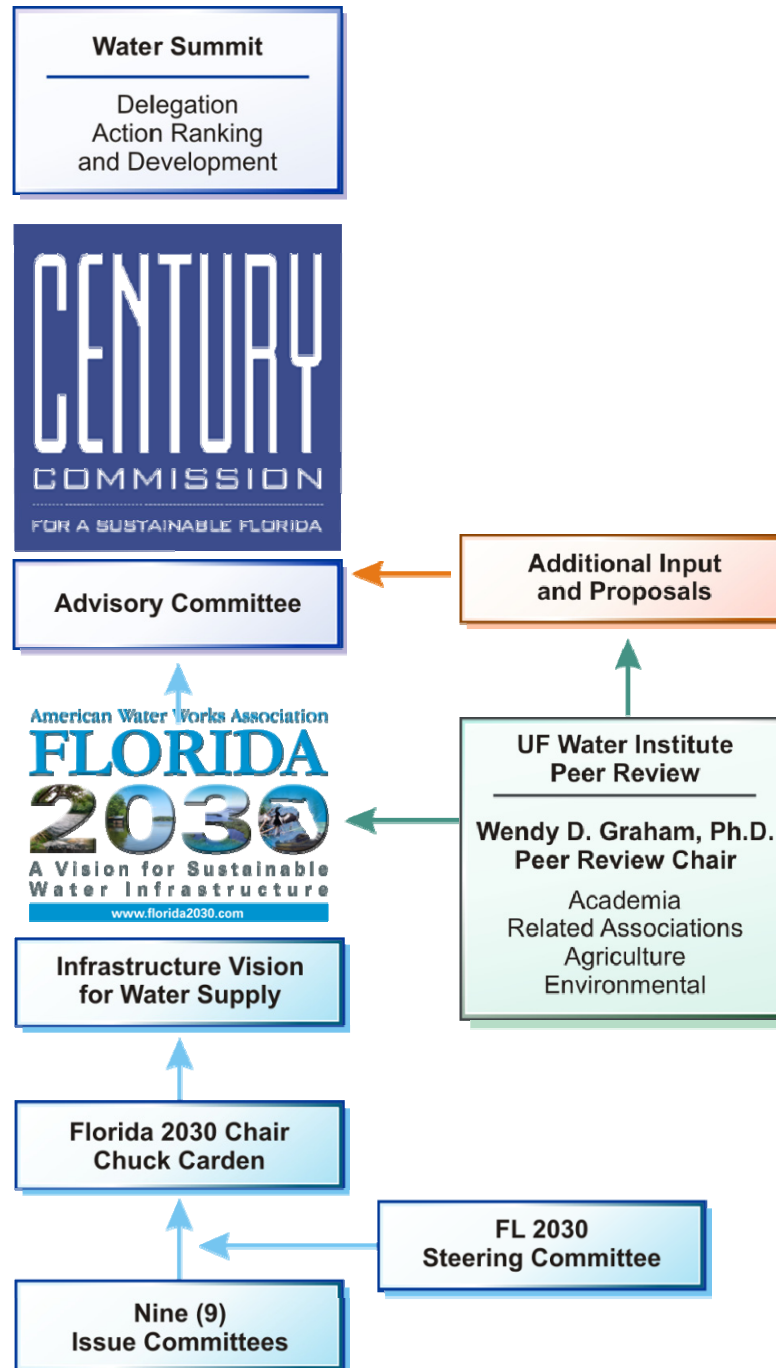 Water Summit
Delegation
Action Ranking
and Development
CENTURY
COMMISSION
FOR A SUSTAINABLE FLORIDA
Advisory Committee
Additional Input
and Proposals
American Water Works Association
FLORIDA
2030
A Vision for Sustainable
Water Infrastructure
www.florida2030.com
UF Water Institute
Peer Review
Wendy D. Graham, Ph.D.
Peer Review Chair
Academia
Related Associations
Agriculture
Environmental
Infrastructure Vision
for Water Supply
Florida 2030 Chair
Chuck Carden
FL 2030
Steering Committee
Nine (9)
Issue Committees